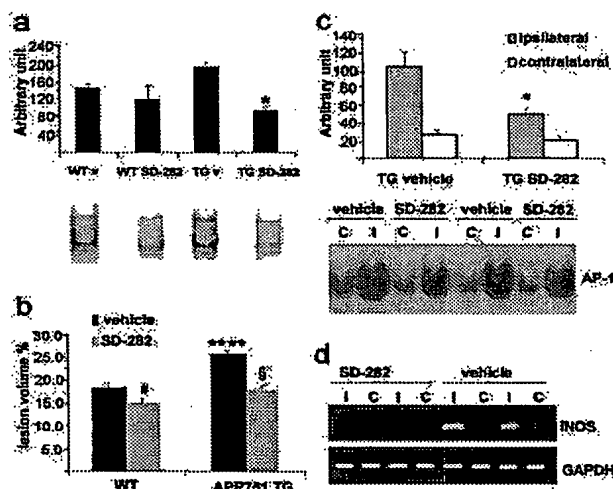 a
Arbitrary unit
240
200
160
120
80
40
WT v
WT SD-282
TG v
TG SD-282
*
b
vehicle
SD-282
lesion volume %
30.0
25.0
20.0
15.0
10.0
5.0
#
****
§
WT
APP751 TG
c
ipsilateral
contralateral
Arbitrary unit
140
120
100
80
60
40
20
*
TG vehicle
TG SD-282
vehicle SD-282 vehicle SD-282
C I C I C I C I
AP-1
d
SD-282 vehicle
I C I C I C I C
iNOS
GAPDH